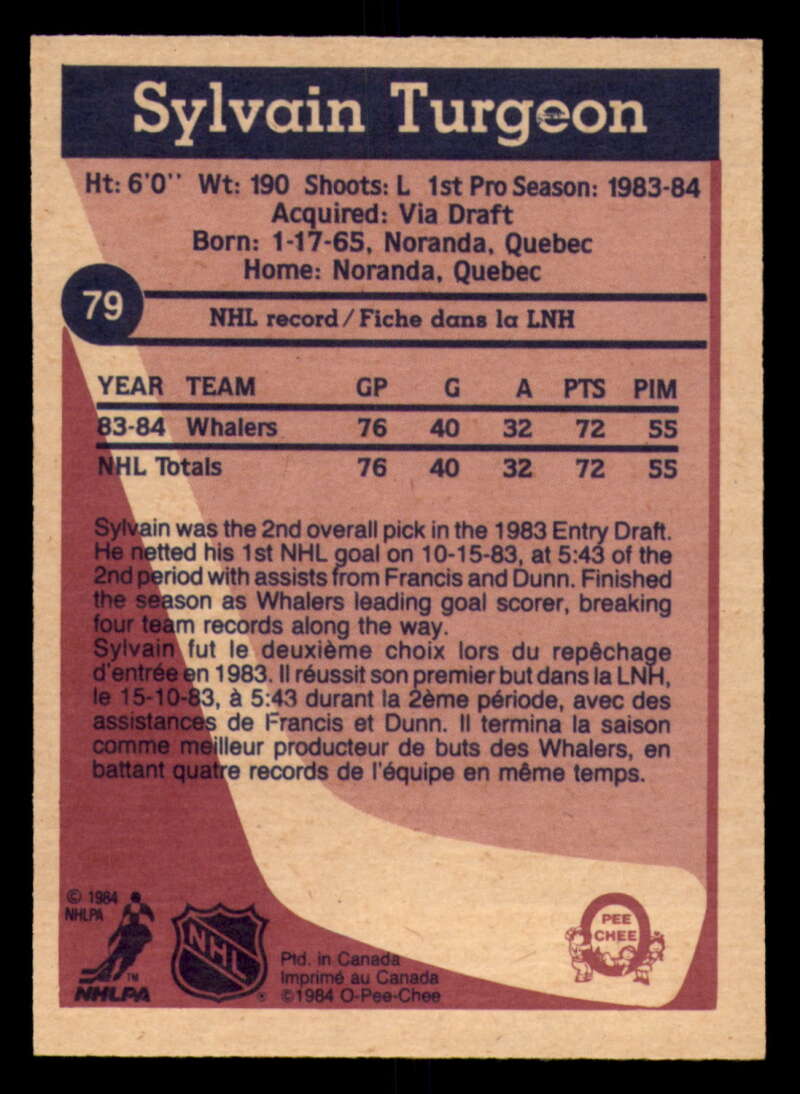 Sylvain Turgeon
Ht: 6'0'' Wt: 190 Shoots: L 1st Pro Season: 1983-84
Acquired: Via Draft
Born: 1-17-65, Noranda, Quebec
Home: Noranda, Quebec
79
NHL record / Fiche dans la LNH
YEAR TEAM GP G A PTS PIM
83-84 Whalers 76 40 32 72 55
NHL Totals 76 40 32 72 55
Sylvain was the 2nd overall pick in the 1983 Entry Draft.
He netted his 1st NHL goal on 10-15-83, at 5:43 of the
2nd period with assists from Francis and Dunn. Finished
the season as Whalers leading goal scorer, breaking
four team records along the way.
Sylvain fut le deuxième choix lors du repêchage
d'entrée en 1983. Il réussit son premier but dans la LNH,
le 15-10-83, à 5:43 durant la 2ème période, avec des
assistances de Francis et Dunn. Il termina la saison
comme meilleur producteur de buts des Whalers, en
battant quatre records de l'équipe en même temps.
© 1984
NHLPA
TM
NHLPA
NHL
®
Ptd. in Canada
Imprimé au Canada
©1984 O-Pee-Chee
PEE
CHEE